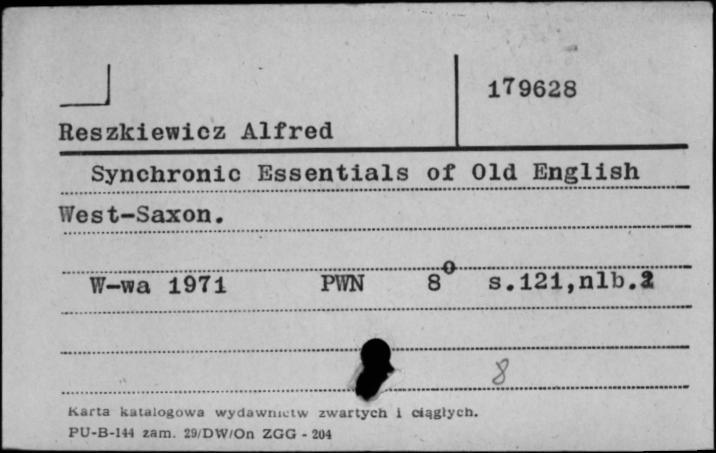 179628
Reszkiewicz Alfred
Synchronic Essentials of Old English
West-Saxon.
W-wa 1971 PWN 8° s.121,nlb.2
8
Karta katalogowa wydawnictw zwartych i ciągłych.
PU-B-144 zam. 29/DW/On ZGG - 204